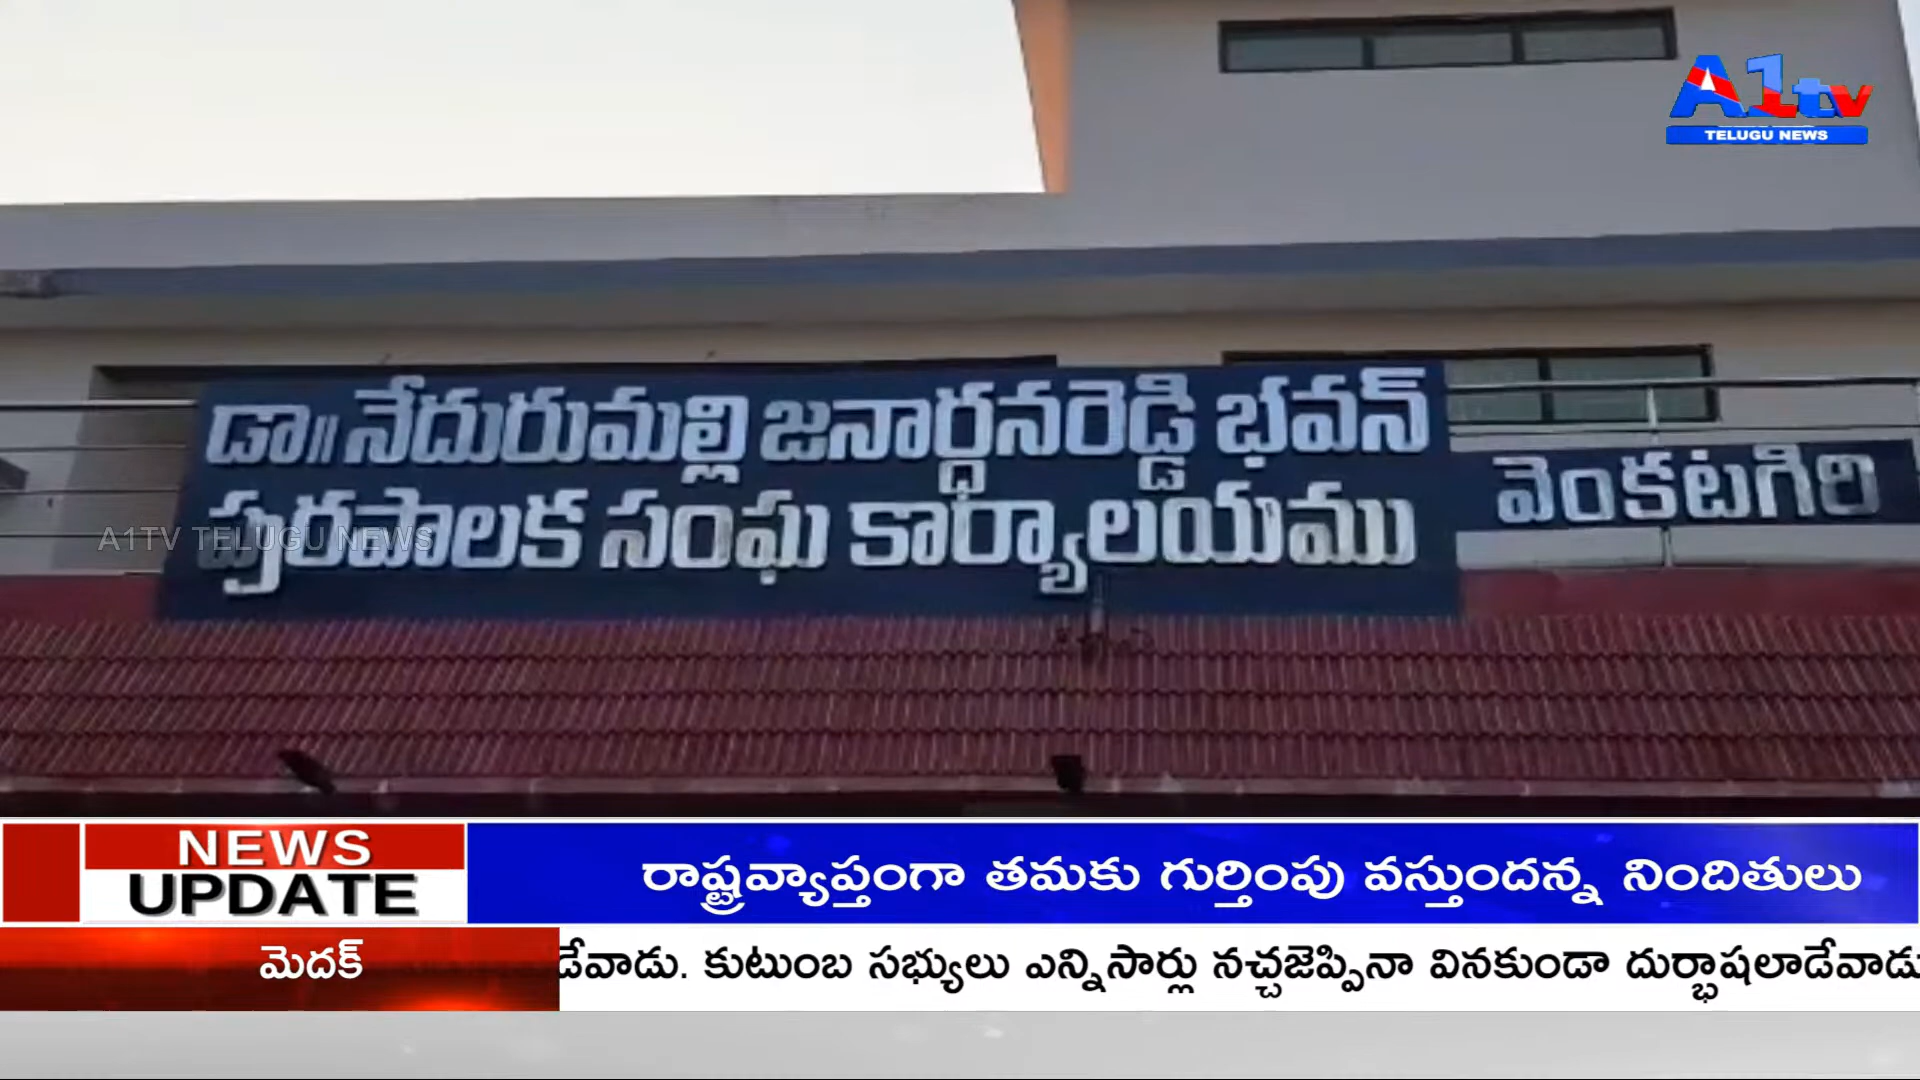 A1tv
TELUGU NEWS
డా॥ నేదురుమల్లి జనార్ధనరెడ్డి భవన్
పురపాలక సంఘ కార్యాలయము
వెంకటగిరి
A1TV TELUGU NEWS
NEWS
UPDATE
రాష్ట్రవ్యాప్తంగా తమకు గుర్తింపు వస్తుందన్న నిందితులు
మెదక్
డేవాడు. కుటుంబ సభ్యులు ఎన్నిసార్లు నచ్చజెప్పినా వినకుండా దుర్భాషలాడేవాడు